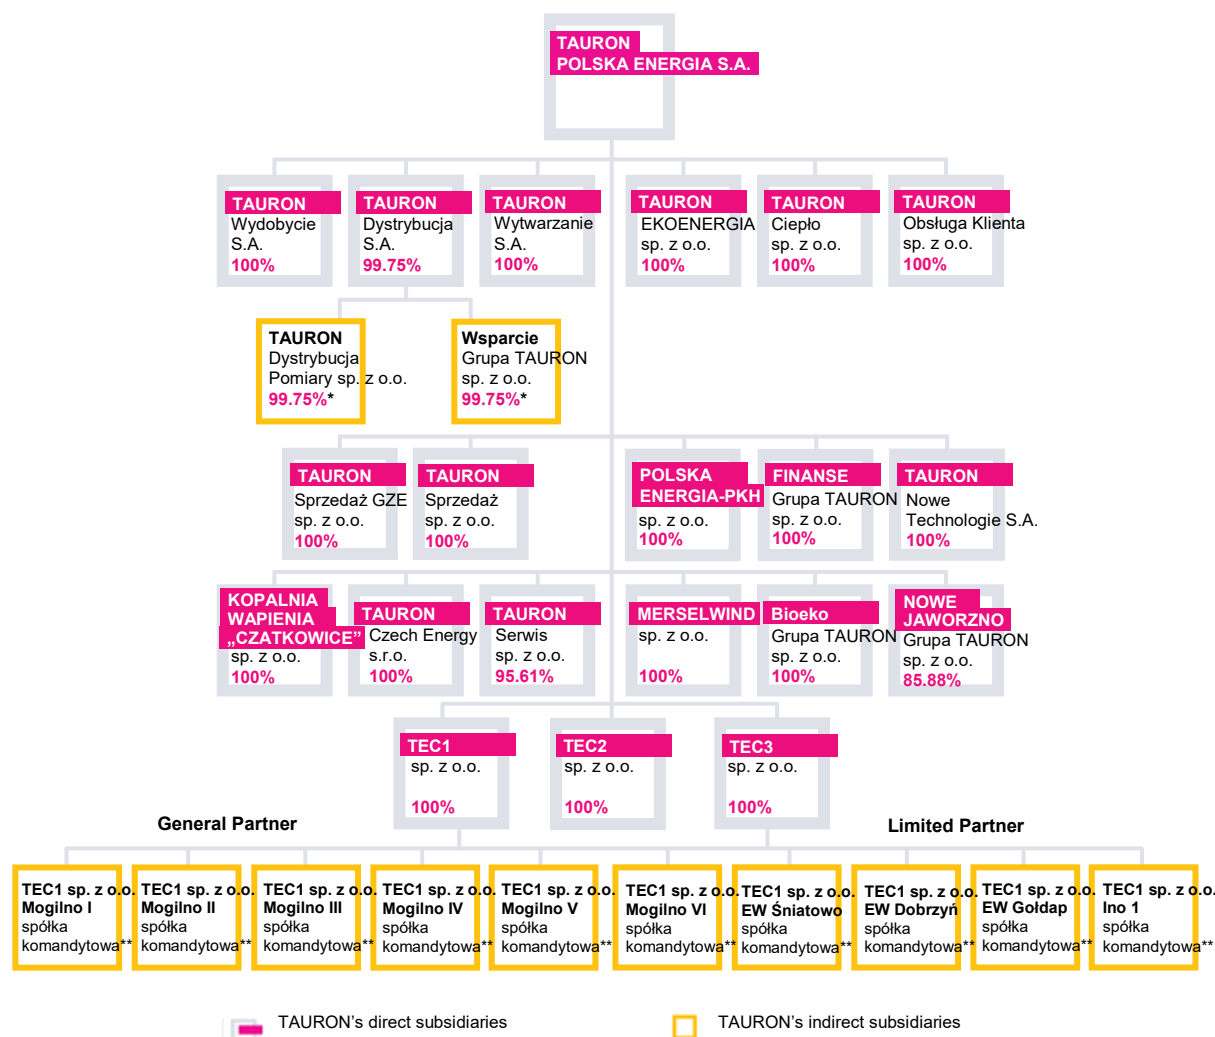 TAURON
POLSKA ENERGIA S.A.
TAURON
Wydobycie
S.A.
100%
TAURON
Dystrybucja
S.A.
99.75%
TAURON
Wytwarzanie
S.A.
100%
TAURON
EKOENERGIA
sp. z o.o.
100%
TAURON
Ciepło
sp. z o.o.
100%
TAURON
Obsługa Klienta
sp. z o.o.
100%
TAURON
Dystrybucja
Pomiary sp. z o.o.
99.75%*
Wsparcie
Grupa TAURON
sp. z o.o.
99.75%*
TAURON
Sprzedaż GZE
sp. z o.o.
100%
TAURON
Sprzedaż
sp. z o.o.
100%
POLSKA
ENERGIA-PKH
sp. z o.o.
100%
FINANSE
Grupa TAURON
sp. z o.o.
100%
TAURON
Nowe
Technologie S.A.
100%
KOPALNIA
WAPIENIA
„CZATKOWICE”
sp. z o.o.
100%
TAURON
Czech Energy
s.r.o.
100%
TAURON
Serwis
sp. z o.o.
95.61%
MERSELWIND
sp. z o.o.
100%
Bioeko
Grupa TAURON
sp. z o.o.
100%
NOWE
JAWORZNO
Grupa TAURON
sp. z o.o.
85.88%
TEC1
sp. z o.o.
100%
TEC2
sp. z o.o.
100%
TEC3
sp. z o.o.
100%
General Partner
Limited Partner
TEC1 sp. z o.o.
Mogilno I
spółka
komandytowa**
TEC1 sp. z o.o.
Mogilno II
spółka
komandytowa**
TEC1 sp. z o.o.
Mogilno III
spółka
komandytowa**
TEC1 sp. z o.o.
Mogilno IV
spółka
komandytowa**
TEC1 sp. z o.o.
Mogilno V
spółka
komandytowa**
TEC1 sp. z o.o.
Mogilno VI
spółka
komandytowa**
TEC1 sp. z o.o.
EW Śniatowo
spółka
komandytowa**
TEC1 sp. z o.o.
EW Dobrzyń
spółka
komandytowa**
TEC1 sp. z o.o.
EW Gołdap
spółka
komandytowa**
TEC1 sp. z o.o.
Ino 1
spółka
komandytowa**
TAURON's direct subsidiaries
TAURON's indirect subsidiaries